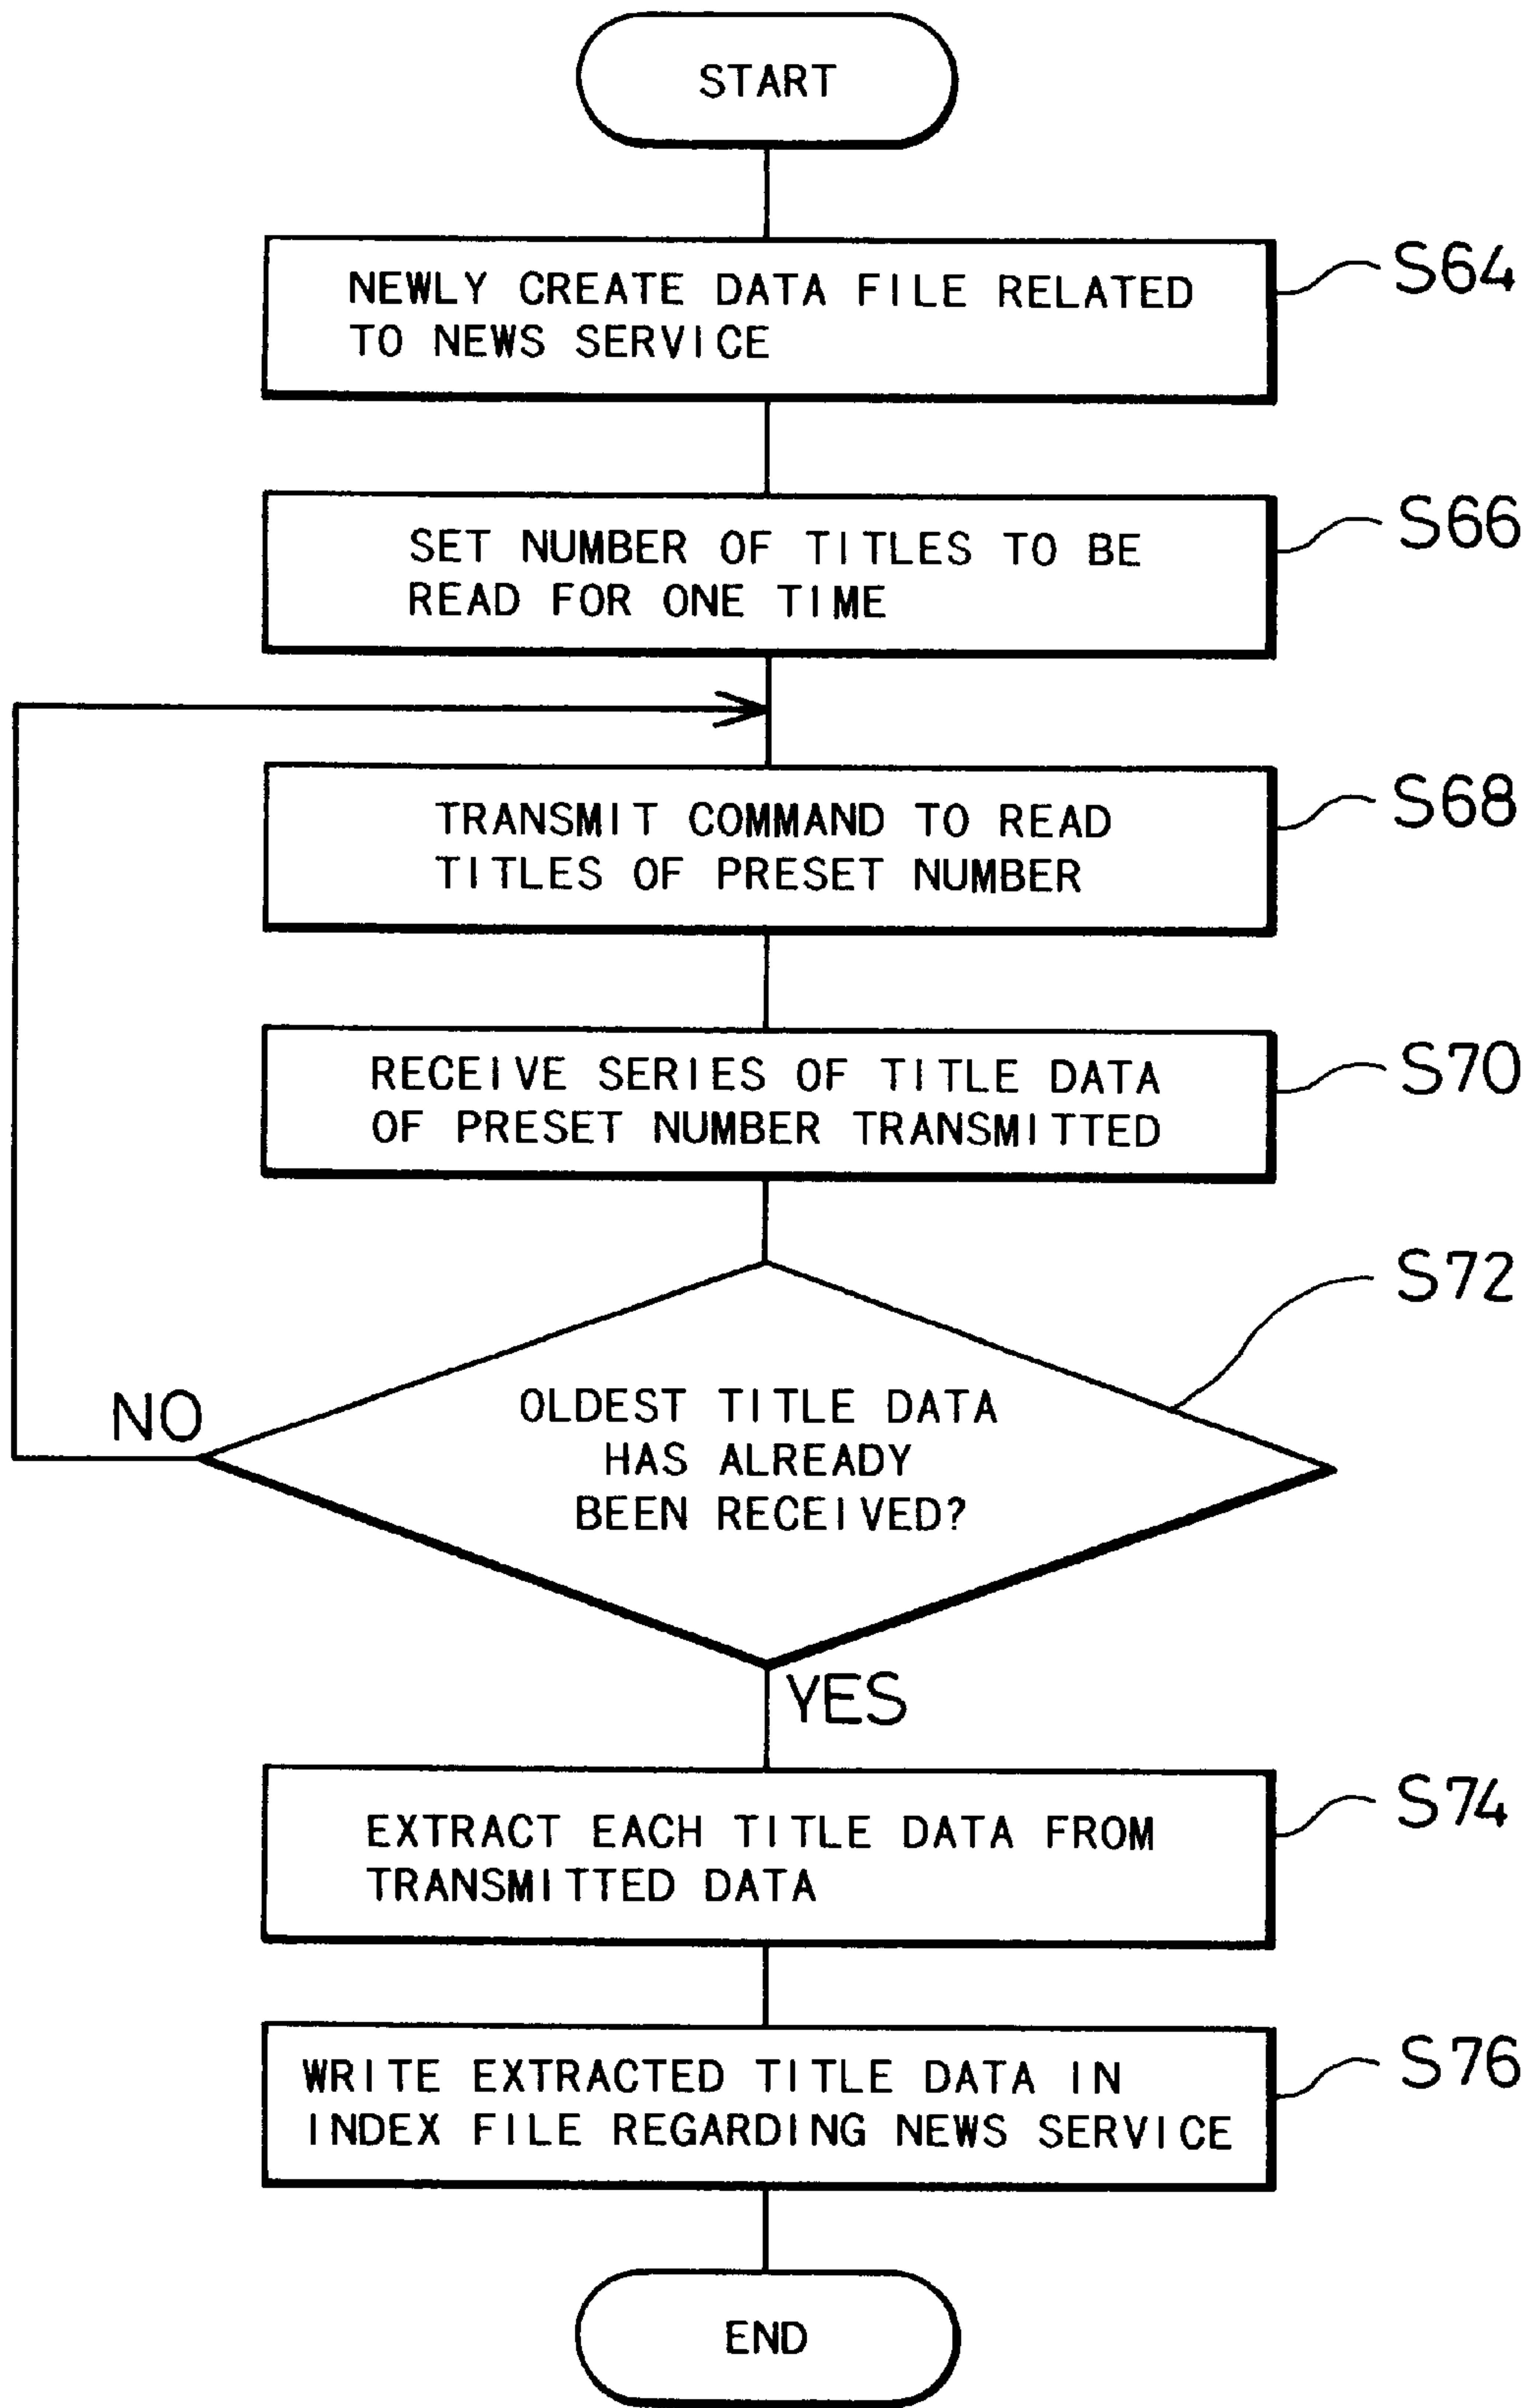 START
NEWLY CREATE DATA FILE RELATED
TO NEWS SERVICE
S64
SET NUMBER OF TITLES TO BE
READ FOR ONE TIME
S66
TRANSMIT COMMAND TO READ
TITLES OF PRESET NUMBER
S68
RECEIVE SERIES OF TITLE DATA
OF PRESET NUMBER TRANSMITTED
S70
OLDEST TITLE DATA
HAS ALREADY
BEEN RECEIVED?
S72
NO
YES
EXTRACT EACH TITLE DATA FROM
TRANSMITTED DATA
S74
WRITE EXTRACTED TITLE DATA IN
INDEX FILE REGARDING NEWS SERVICE
S76
END